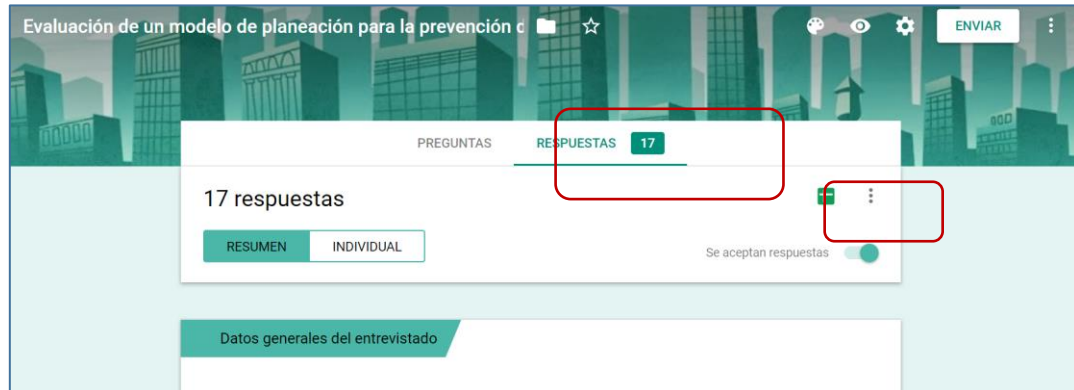 Evaluación de un modelo de planeación para la prevención c
ENVIAR
PREGUNTAS RESPUESTAS 17
17 respuestas
RESUMEN INDIVIDUAL
Se aceptan respuestas
Datos generales del entrevistado